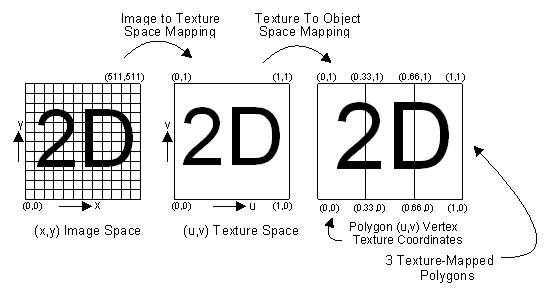 Image to Texture
Space Mapping
Texture To Object
Space Mapping
(511,511)
(0,1)
(1,1)
(0,1)
(0.33,1)
(0.66,1)
(1,1)
2D
2D
2D
v
v
(0,0)
x
(0,0)
u
(1,0)
(0,0)
(0.33,0)
(0.66,0)
(1,0)
(x,y) Image Space
(u,v) Texture Space
Polygon (u,v) Vertex
Texture Coordinates
3 Texture-Mapped
Polygons